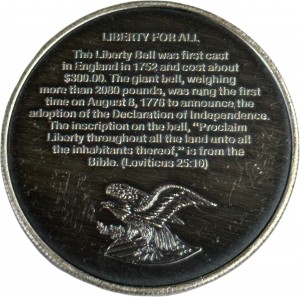 LIBERTY FOR ALL
The Liberty Bell was first cast
in England in 1752 and cost about
$300.00. The giant bell, weighing
more than 2080 pounds, was rung the first
time on August 8, 1776 to announce the
adoption of the Declaration of Independence.
The inscription on the bell, "Proclaim
Liberty throughout all the land unto all
the inhabitants thereof," is from the
Bible. (Leviticus 25:10)